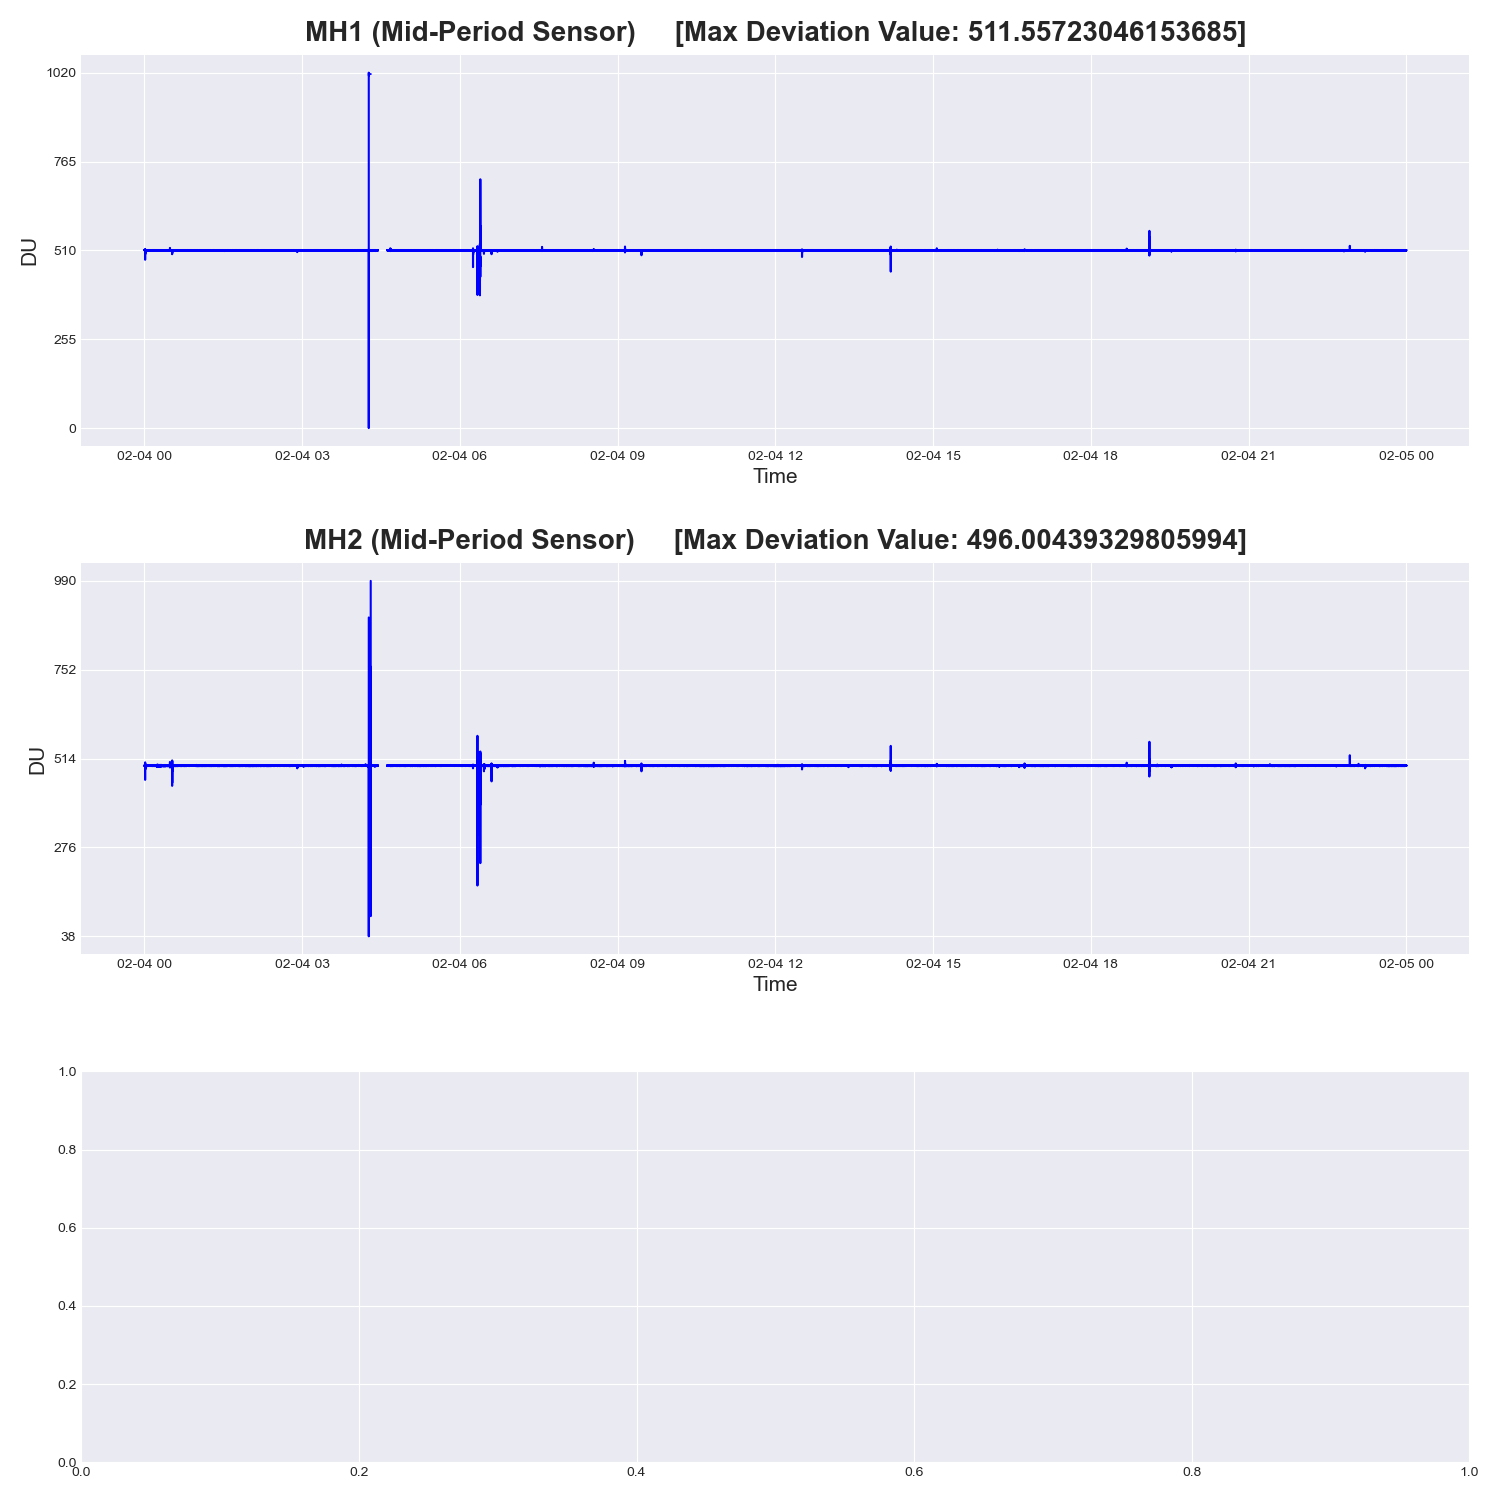 MH1 (Mid-Period Sensor) [Max Deviation Value: 511.55723046153685]
1020
765
510
255
0
DU
02-04 00 02-04 03 02-04 06 02-04 09 02-04 12 02-04 15 02-04 18 02-04 21 02-05 00
Time
MH2 (Mid-Period Sensor) [Max Deviation Value: 496.00439329805994]
990
752
514
276
38
DU
02-04 00 02-04 03 02-04 06 02-04 09 02-04 12 02-04 15 02-04 18 02-04 21 02-05 00
Time
1.0
0.8
0.6
0.4
0.2
0.0
0.0 0.2 0.4 0.6 0.8 1.0